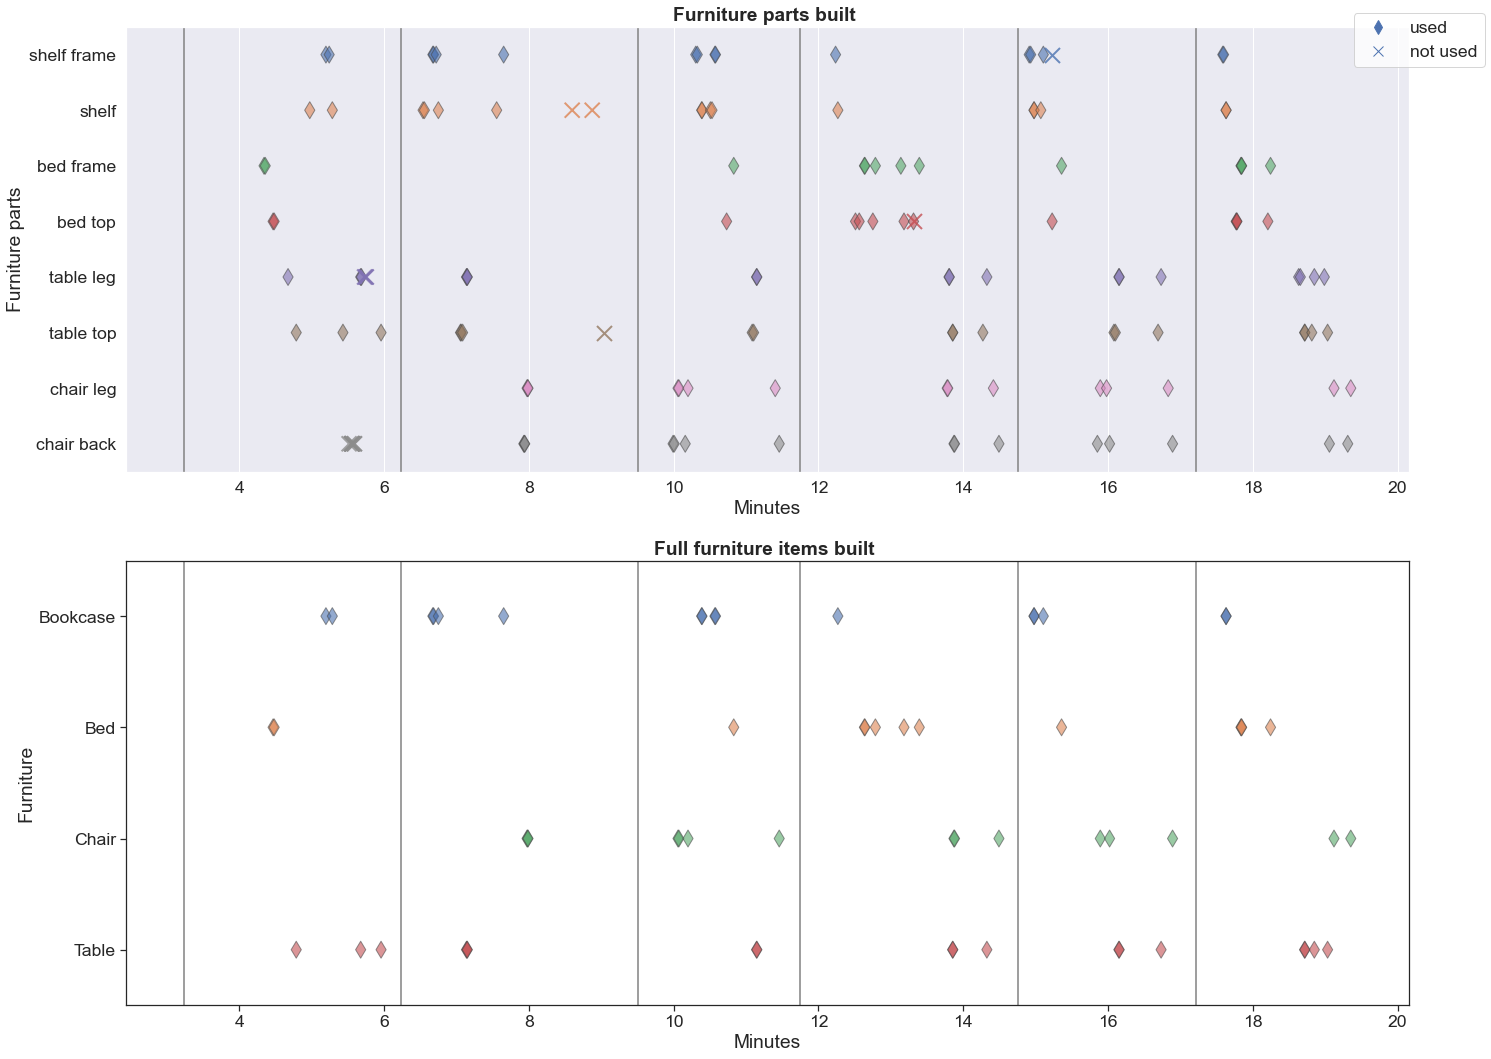 Furniture parts built
used
not used
shelf frame
shelf
bed frame
bed top
table leg
table top
chair leg
chair back
Furniture parts
4 6 8 10 12 14 16 18 20
Minutes
Full furniture items built
Bookcase
Bed
Chair
Table
Furniture
4 6 8 10 12 14 16 18 20
Minutes